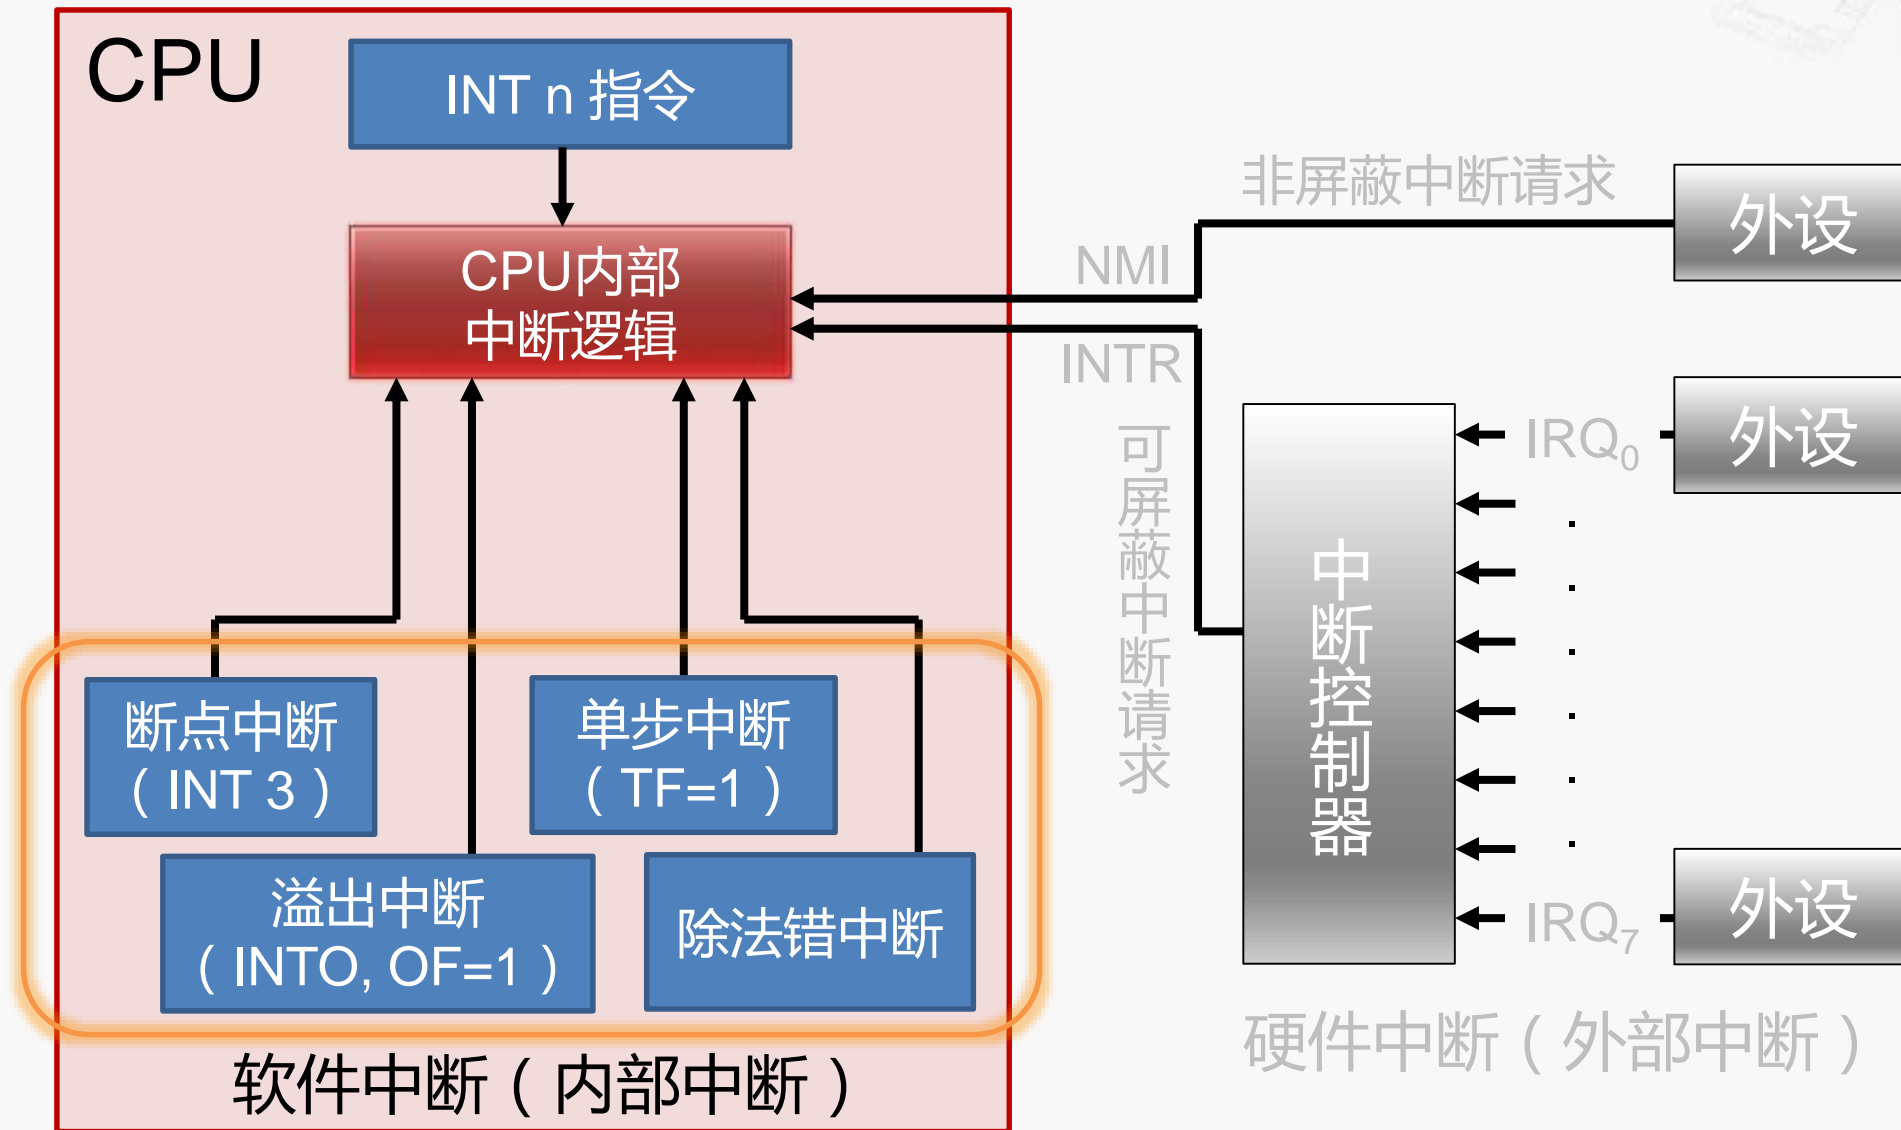 CPU
INT n 指令
CPU内部
中断逻辑
断点中断
（INT 3）
单步中断
（TF=1）
溢出中断
（INTO, OF=1）
除法错中断
软件中断（内部中断）
非屏蔽中断请求
NMI
INTR
可屏蔽中断请求
中断控制器
外设
IRQ0
外设
IRQ7
外设
硬件中断（外部中断）